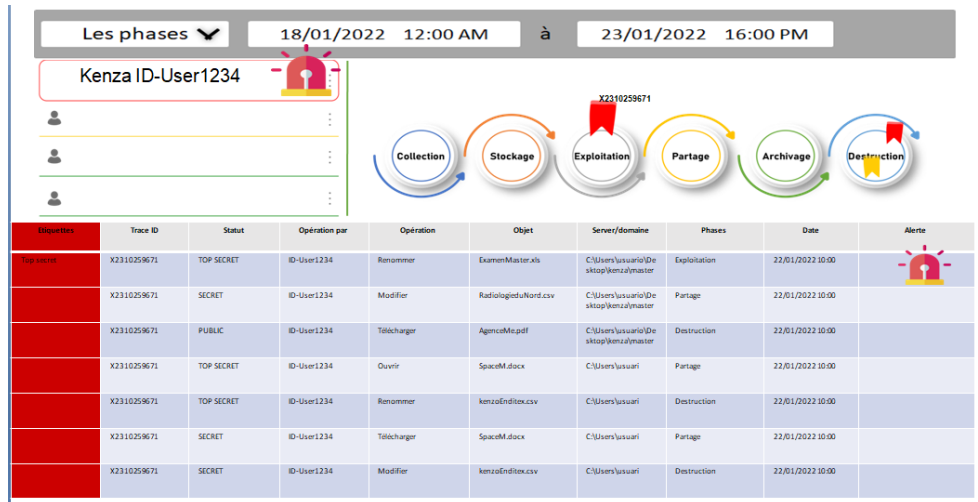 Les phases 18/01/2022 12:00 AM à 23/01/2022 16:00 PM
Kenza ID-User1234
X2310259671
Collection Stockage Exploitation Partage Archivage Destruction
Etiquettes Trace ID Statut Opération par Opération Objet Server/domaine Phases Date Alerte
Top secret X2310259671 TOP SECRET ID-User1234 Renommer ExamenMaster.xls C:\Users\usuario\De Exploitation 22/01/2022 10:00
sktop\kenza\master
X2310259671 SECRET ID-User1234 Modifier RadiologieduNord.csv C:\Users\usuario\De Partage 22/01/2022 10:00
sktop\kenza\master
X2310259671 PUBLIC ID-User1234 Télécharger AgenceMe.pdf C:\Users\usuario\De Destruction 22/01/2022 10:00
sktop\kenza\master
X2310259671 TOP SECRET ID-User1234 Ouvrir SpaceM.docx C:\Users\usuari Partage 22/01/2022 10:00
X2310259671 TOP SECRET ID-User1234 Renommer kenzoEnditex.csv C:\Users\usuari Destruction 22/01/2022 10:00
X2310259671 SECRET ID-User1234 Télécharger SpaceM.docx C:\Users\usuari Partage 22/01/2022 10:00
X2310259671 SECRET ID-User1234 Modifier kenzoEnditex.csv C:\Users\usuari Destruction 22/01/2022 10:00